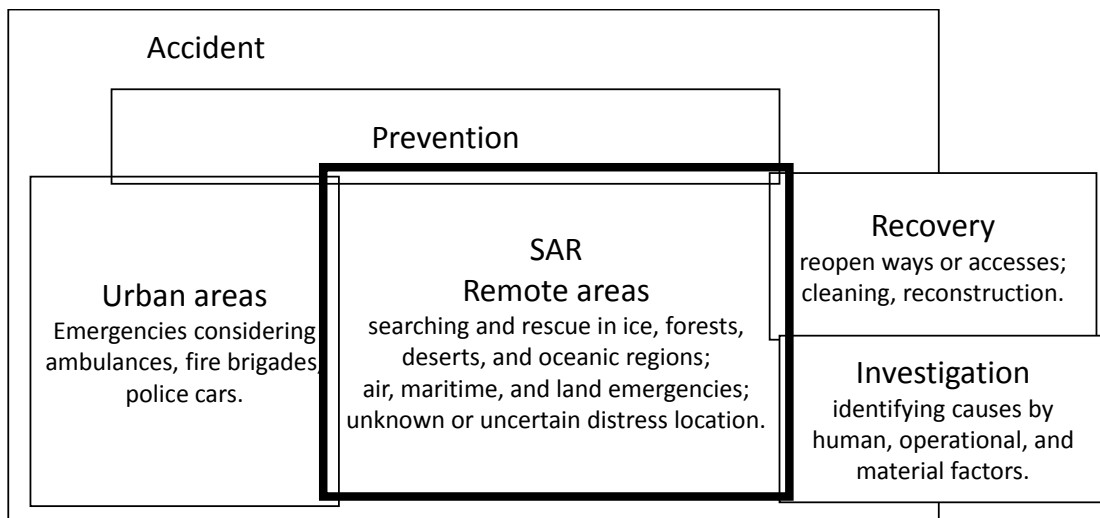 Accident
Prevention
Urban areas
Emergencies considering
ambulances, fire brigades,
police cars.
SAR
Remote areas
searching and rescue in ice, forests,
deserts, and oceanic regions;
air, maritime, and land emergencies;
unknown or uncertain distress location.
Recovery
reopen ways or accesses;
cleaning, reconstruction.
Investigation
identifying causes by
human, operational, and
material factors.